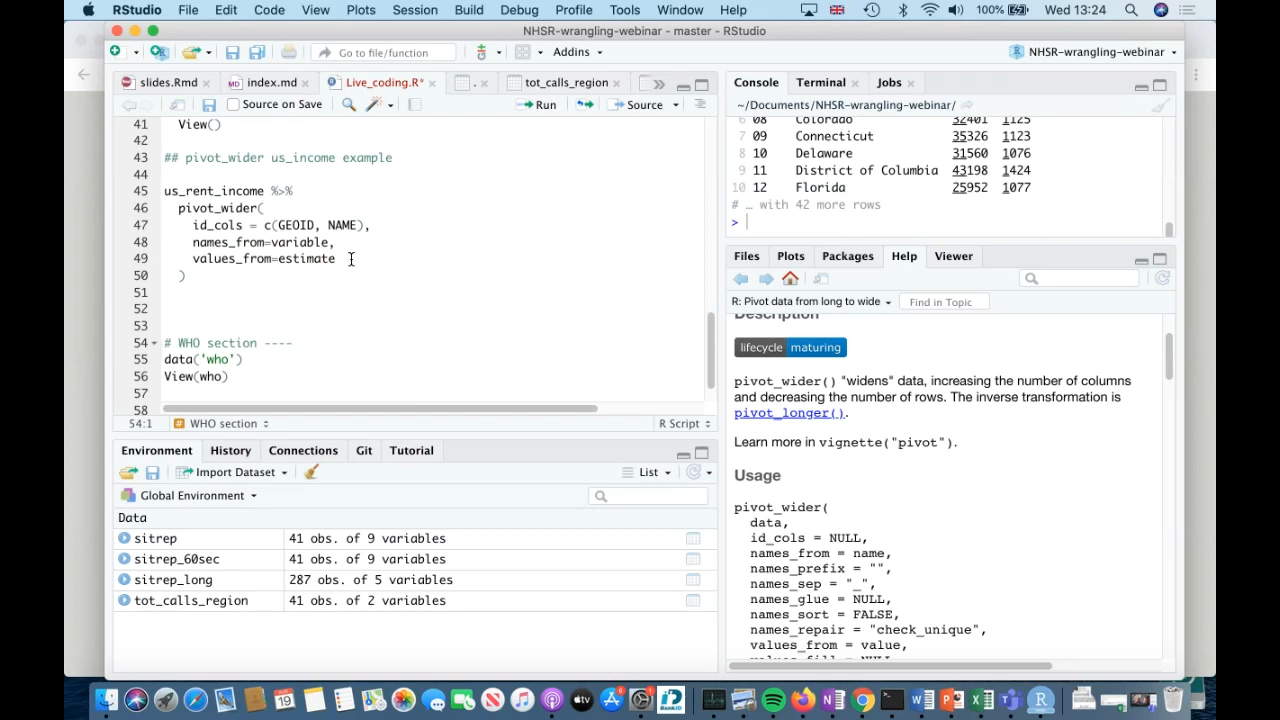 RStudio File Edit Code View Plots Session Build Debug Profile Tools Window Help 100% Wed 13:24
NHSR-wrangling-webinar - master - RStudio
Go to file/function Addins NHSR-wrangling-webinar
slides.Rmd index.md Live_coding.R* . tot_calls_region
Source on Save Run Source
41 View()
42
43 ## pivot_wider us_income example
44
45 us_rent_income %>%
46 pivot_wider(
47 id_cols = c(GEOID, NAME),
48 names_from=variable,
49 values_from=estimate
50 )
51
52
53
54 # WHO section ----
55 data('who')
56 View(who)
57
58
54:1 # WHO section R Script
Environment History Connections Git Tutorial
Import Dataset List
Global Environment
Data
sitrep 41 obs. of 9 variables
sitrep_60sec 41 obs. of 9 variables
sitrep_long 287 obs. of 5 variables
tot_calls_region 41 obs. of 2 variables
Console Terminal Jobs
~/Documents/NHSR-wrangling-webinar/
6 08 Colorado 32401 1125
7 09 Connecticut 35326 1123
8 10 Delaware 31560 1076
9 11 District of Columbia 43198 1424
10 12 Florida 25952 1077
# … with 42 more rows
>
Files Plots Packages Help Viewer
R: Pivot data from long to wide Find in Topic
Description
lifecycle maturing
pivot_wider() "widens" data, increasing the number of columns
and decreasing the number of rows. The inverse transformation is
pivot_longer().
Learn more in vignette("pivot").
Usage
pivot_wider(
data,
id_cols = NULL,
names_from = name,
names_prefix = "",
names_sep = "_",
names_glue = NULL,
names_sort = FALSE,
names_repair = "check_unique",
values_from = value,
values_fill = NULL,